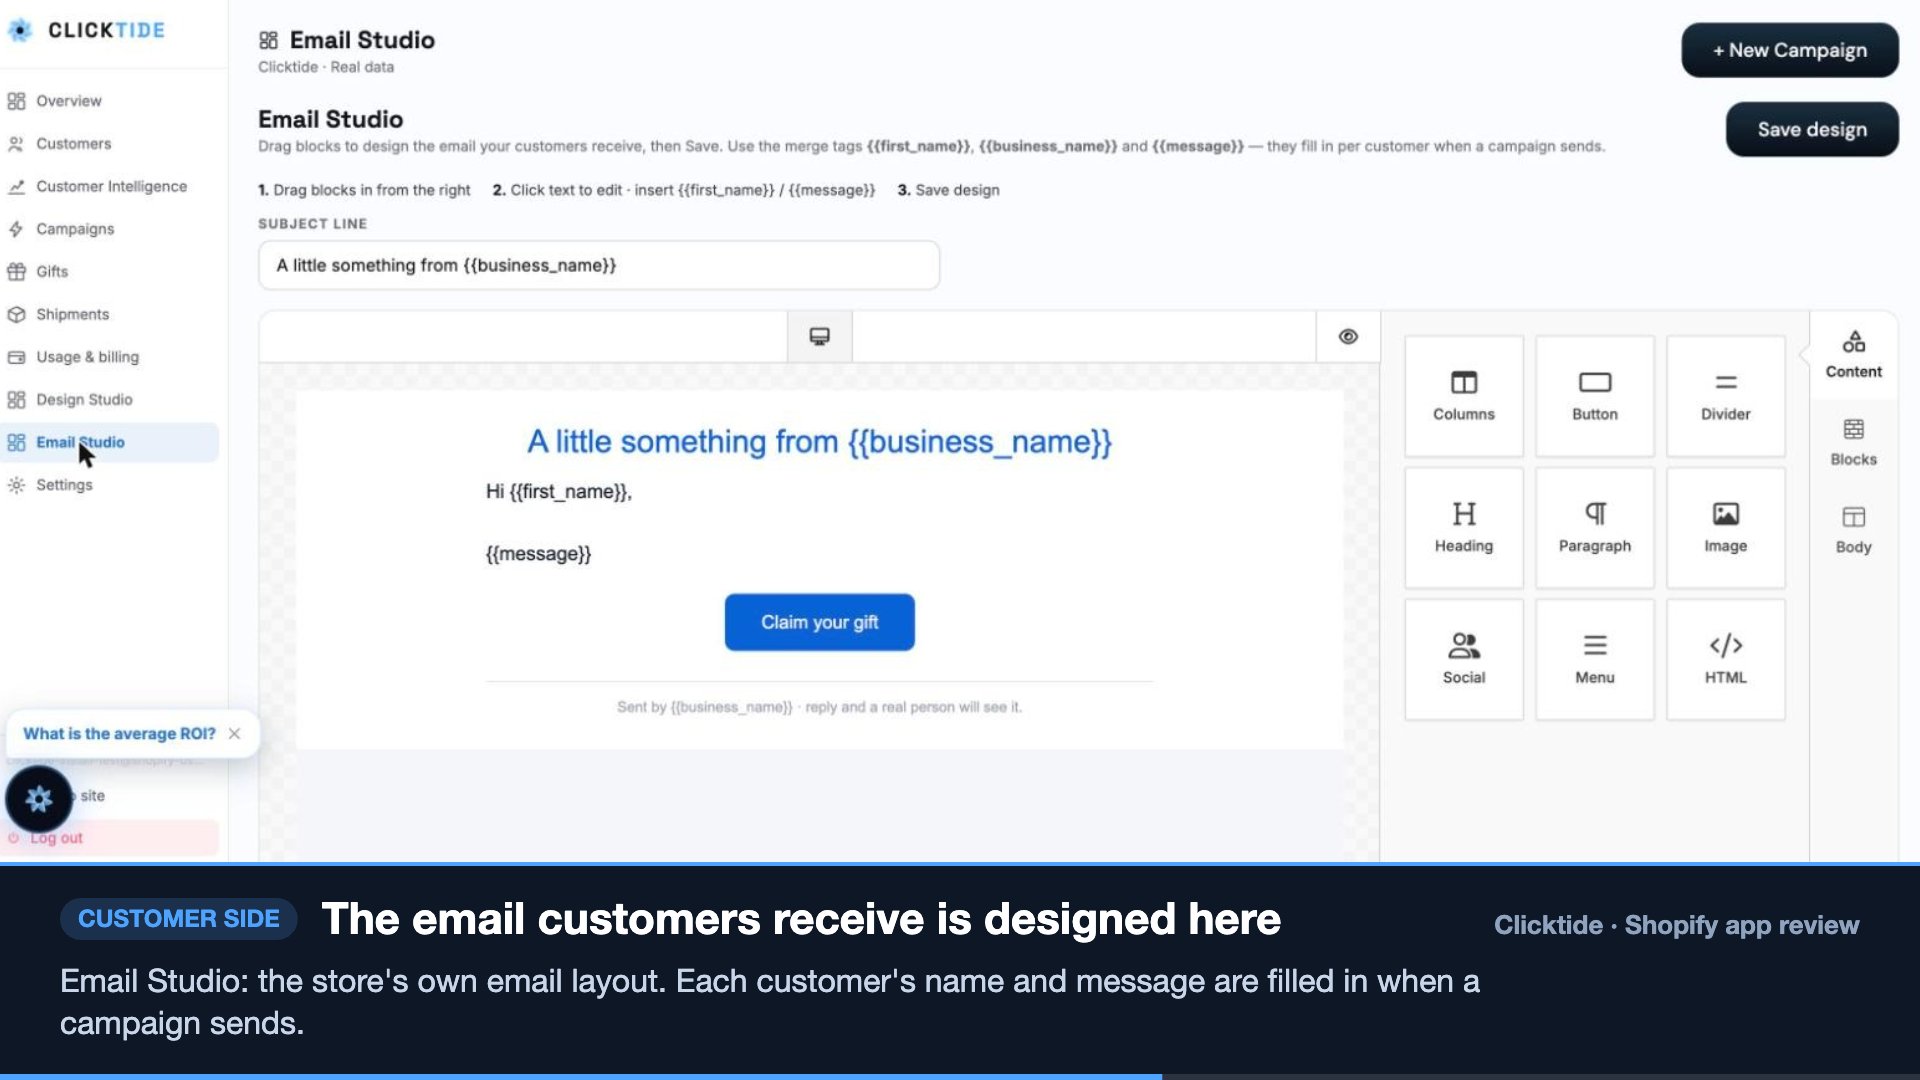 CLICKTIDE
Overview
Customers
Customer Intelligence
Campaigns
Gifts
Shipments
Usage & billing
Design Studio
Email Studio
Settings
What is the average ROI?
site
Log out
Email Studio
Clicktide · Real data
+ New Campaign
Email Studio
Drag blocks to design the email your customers receive, then Save. Use the merge tags {{first_name}}, {{business_name}} and {{message}} — they fill in per customer when a campaign sends.
Save design
1. Drag blocks in from the right 2. Click text to edit · insert {{first_name}} / {{message}} 3. Save design
SUBJECT LINE
A little something from {{business_name}}
A little something from {{business_name}}
Hi {{first_name}},
{{message}}
Claim your gift
Sent by {{business_name}} · reply and a real person will see it.
Columns
Button
Divider
Heading
Paragraph
Image
Social
Menu
HTML
Content
Blocks
Body
CUSTOMER SIDE
The email customers receive is designed here
Clicktide · Shopify app review
Email Studio: the store's own email layout. Each customer's name and message are filled in when a
campaign sends.